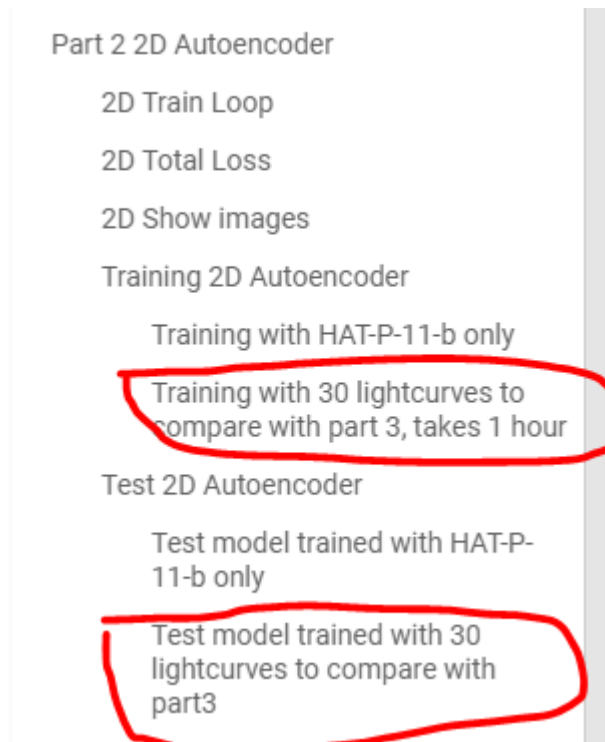 Part 2 2D Autoencoder
2D Train Loop
2D Total Loss
2D Show images
Training 2D Autoencoder
Training with HAT-P-11-b only
Training with 30 lightcurves to
compare with part 3, takes 1 hour
Test 2D Autoencoder
Test model trained with HAT-P-
11-b only
Test model trained with 30
lightcurves to compare with
part3